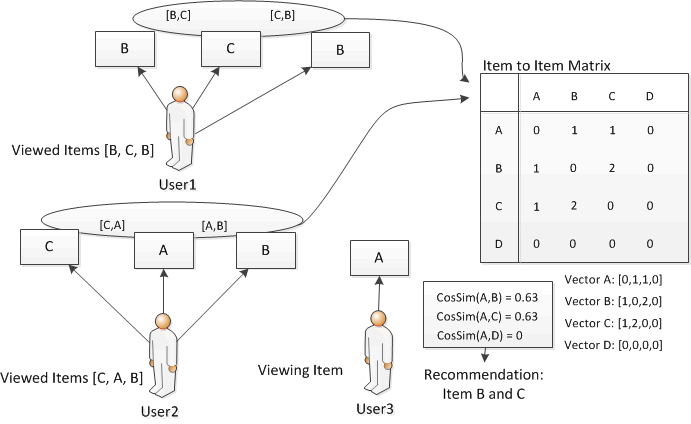 [B,C] [C,B]
B C B
Viewed Items [B, C, B]
User1
Item to Item Matrix
A B C D
A 0 1 1 0
B 1 0 2 0
C 1 2 0 0
D 0 0 0 0
[C,A] [A,B]
C A B
Viewed Items [C, A, B]
User2
A
Viewing Item
User3
CosSim(A,B) = 0.63
CosSim(A,C) = 0.63
CosSim(A,D) = 0
Recommendation:
Item B and C
Vector A: [0,1,1,0]
Vector B: [1,0,2,0]
Vector C: [1,2,0,0]
Vector D: [0,0,0,0]